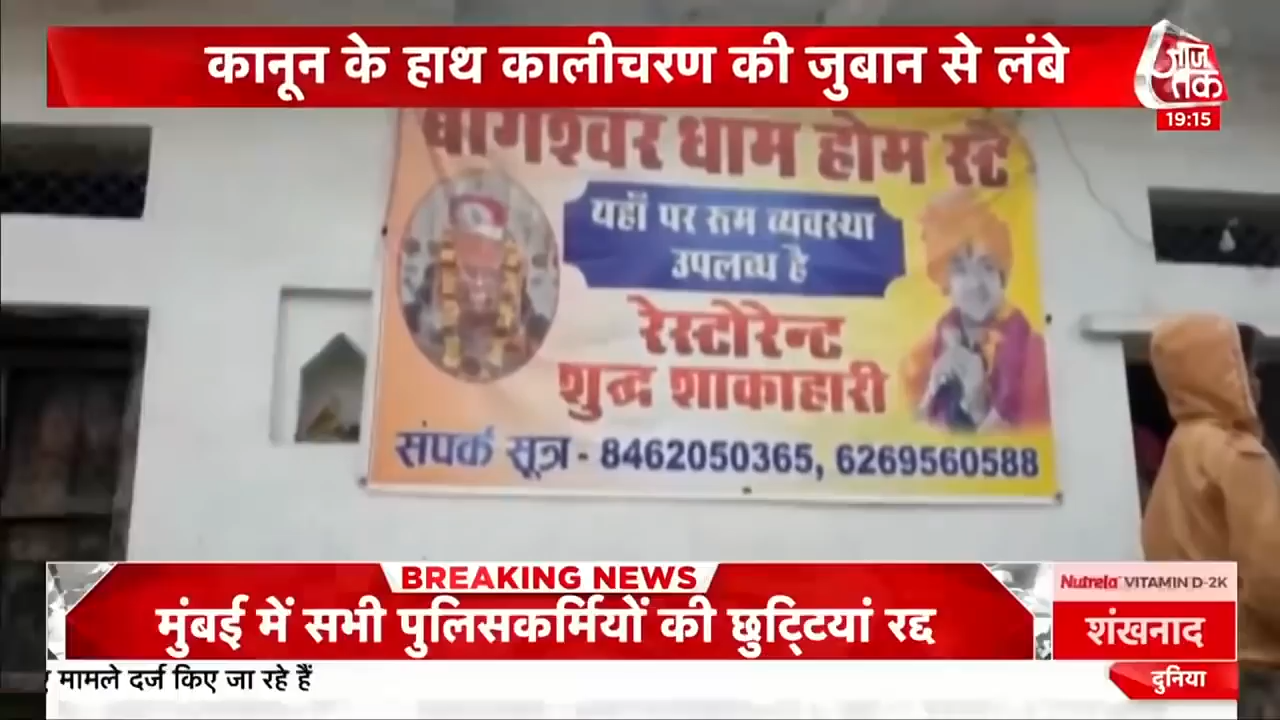 कानून के हाथ कालीचरण की जुबान से लंबे
आज
तक
19:15
बागेश्वर धाम होम स्टे
यहाँ पर रुम व्यवस्था
उपलब्ध है
रेस्टोरेन्ट
शुद्ध शाकाहारी
संपर्क सूत्र - 8462050365, 6269560588
BREAKING NEWS
मुंबई में सभी पुलिसकर्मियों की छुट्टियां रद्द
Nutrela VITAMIN D-2K
शंखनाद
मामले दर्ज किए जा रहे हैं
दुनिया